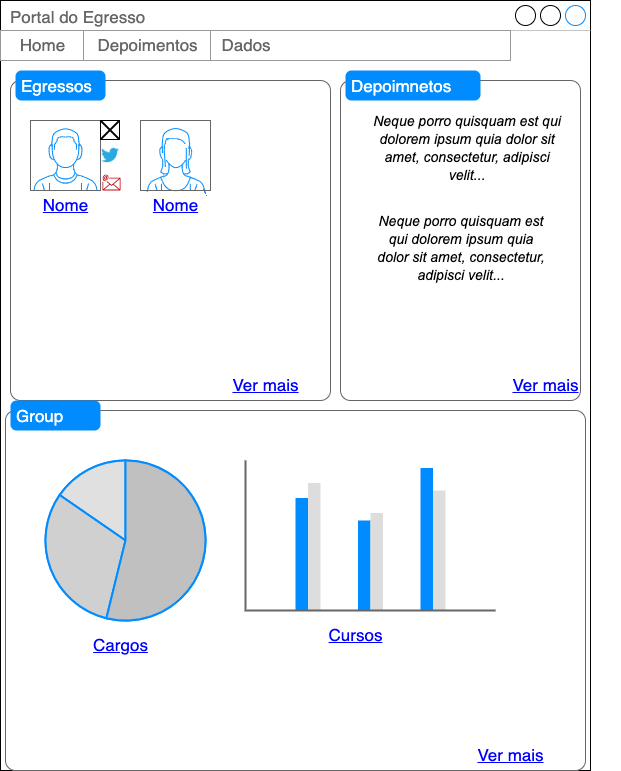 Portal do Egresso
Home
Depoimentos
Dados
Egressos
Nome
Nome
Ver mais
Depoimnetos
Neque porro quisquam est qui
dolorem ipsum quia dolor sit
amet, consectetur, adipisci
velit...
Neque porro quisquam est
qui dolorem ipsum quia
dolor sit amet, consectetur,
adipisci velit...
Ver mais
Group
Cargos
Cursos
Ver mais